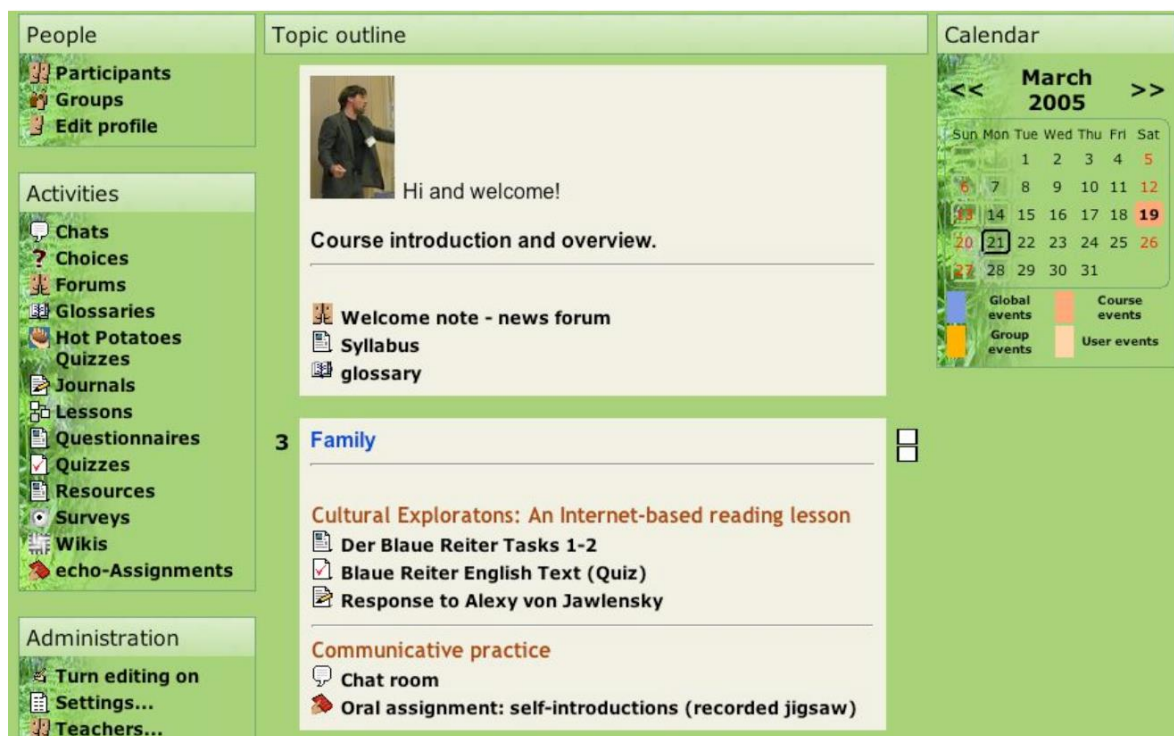 People
Participants
Groups
Edit profile
Activities
Chats
Choices
Forums
Glossaries
Hot Potatoes
Quizzes
Journals
Lessons
Questionnaires
Quizzes
Resources
Surveys
Wikis
echo-Assignments
Administration
Turn editing on
Settings...
Teachers...
Topic outline
Hi and welcome!
Course introduction and overview.
Welcome note - news forum
Syllabus
glossary
3 Family
Cultural Exploratons: An Internet-based reading lesson
Der Blaue Reiter Tasks 1-2
Blaue Reiter English Text (Quiz)
Response to Alexy von Jawlensky
Communicative practice
Chat room
Oral assignment: self-introductions (recorded jigsaw)
Calendar
<< March >>
2005
Sun Mon Tue Wed Thu Fri Sat
1 2 3 4 5
6 7 8 9 10 11 12
13 14 15 16 17 18 19
20 21 22 23 24 25 26
27 28 29 30 31
Global Course
events events
Group User events
events